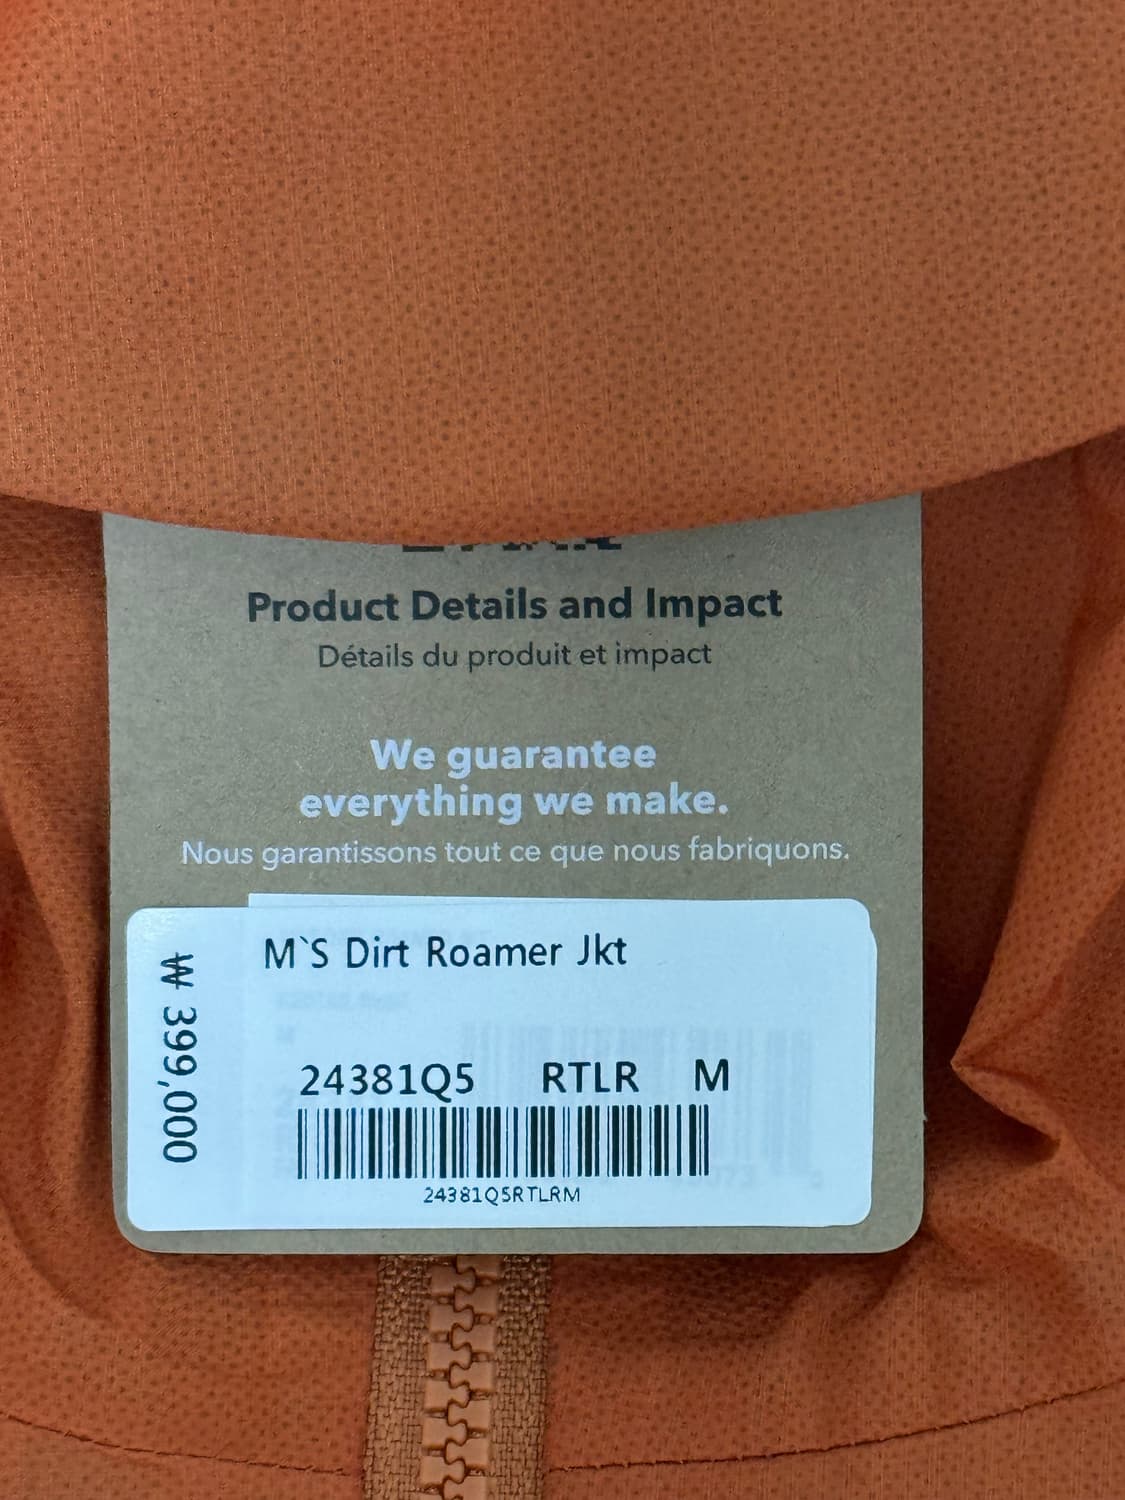 Product Details and Impact
Détails du produit et impact
We guarantee
everything we make.
Nous garantissons tout ce que nous fabriquons.
M`S Dirt Roamer Jkt
₩ 399,000
24381Q5 RTLR M
24381Q5RTLRM